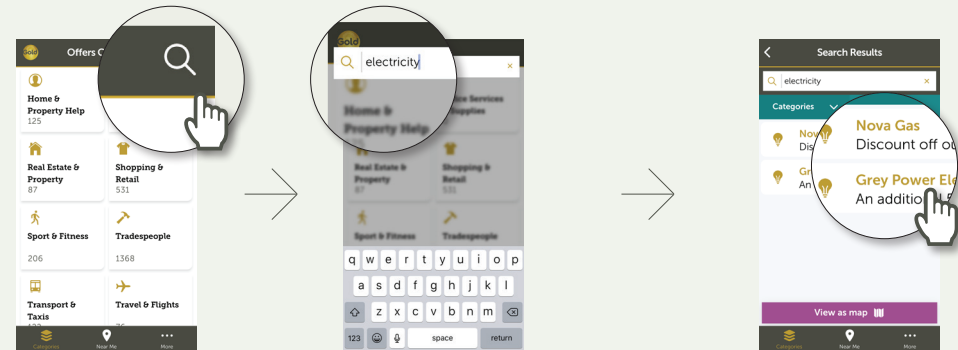 Gold
Offers
Home &
Property Help
125
Real Estate &
Property
87
Shopping &
Retail
531
Sport & Fitness
206
Tradespeople
1368
Transport &
Taxis
Travel & Flights
Categories
Near Me
More
Gold
electricity
×
Home &
Property Help
Services
Supplies
Real Estate &
Property
87
Shopping &
Retail
531
Sport & Fitness
Tradespeople
q w e r t y u i o p
a s d f g h j k l
z x c v b n m
123
space
return
Search Results
electricity
×
Categories
Nova Gas
Discount off
Grey Power
An
View as map
Categories
Near Me
More